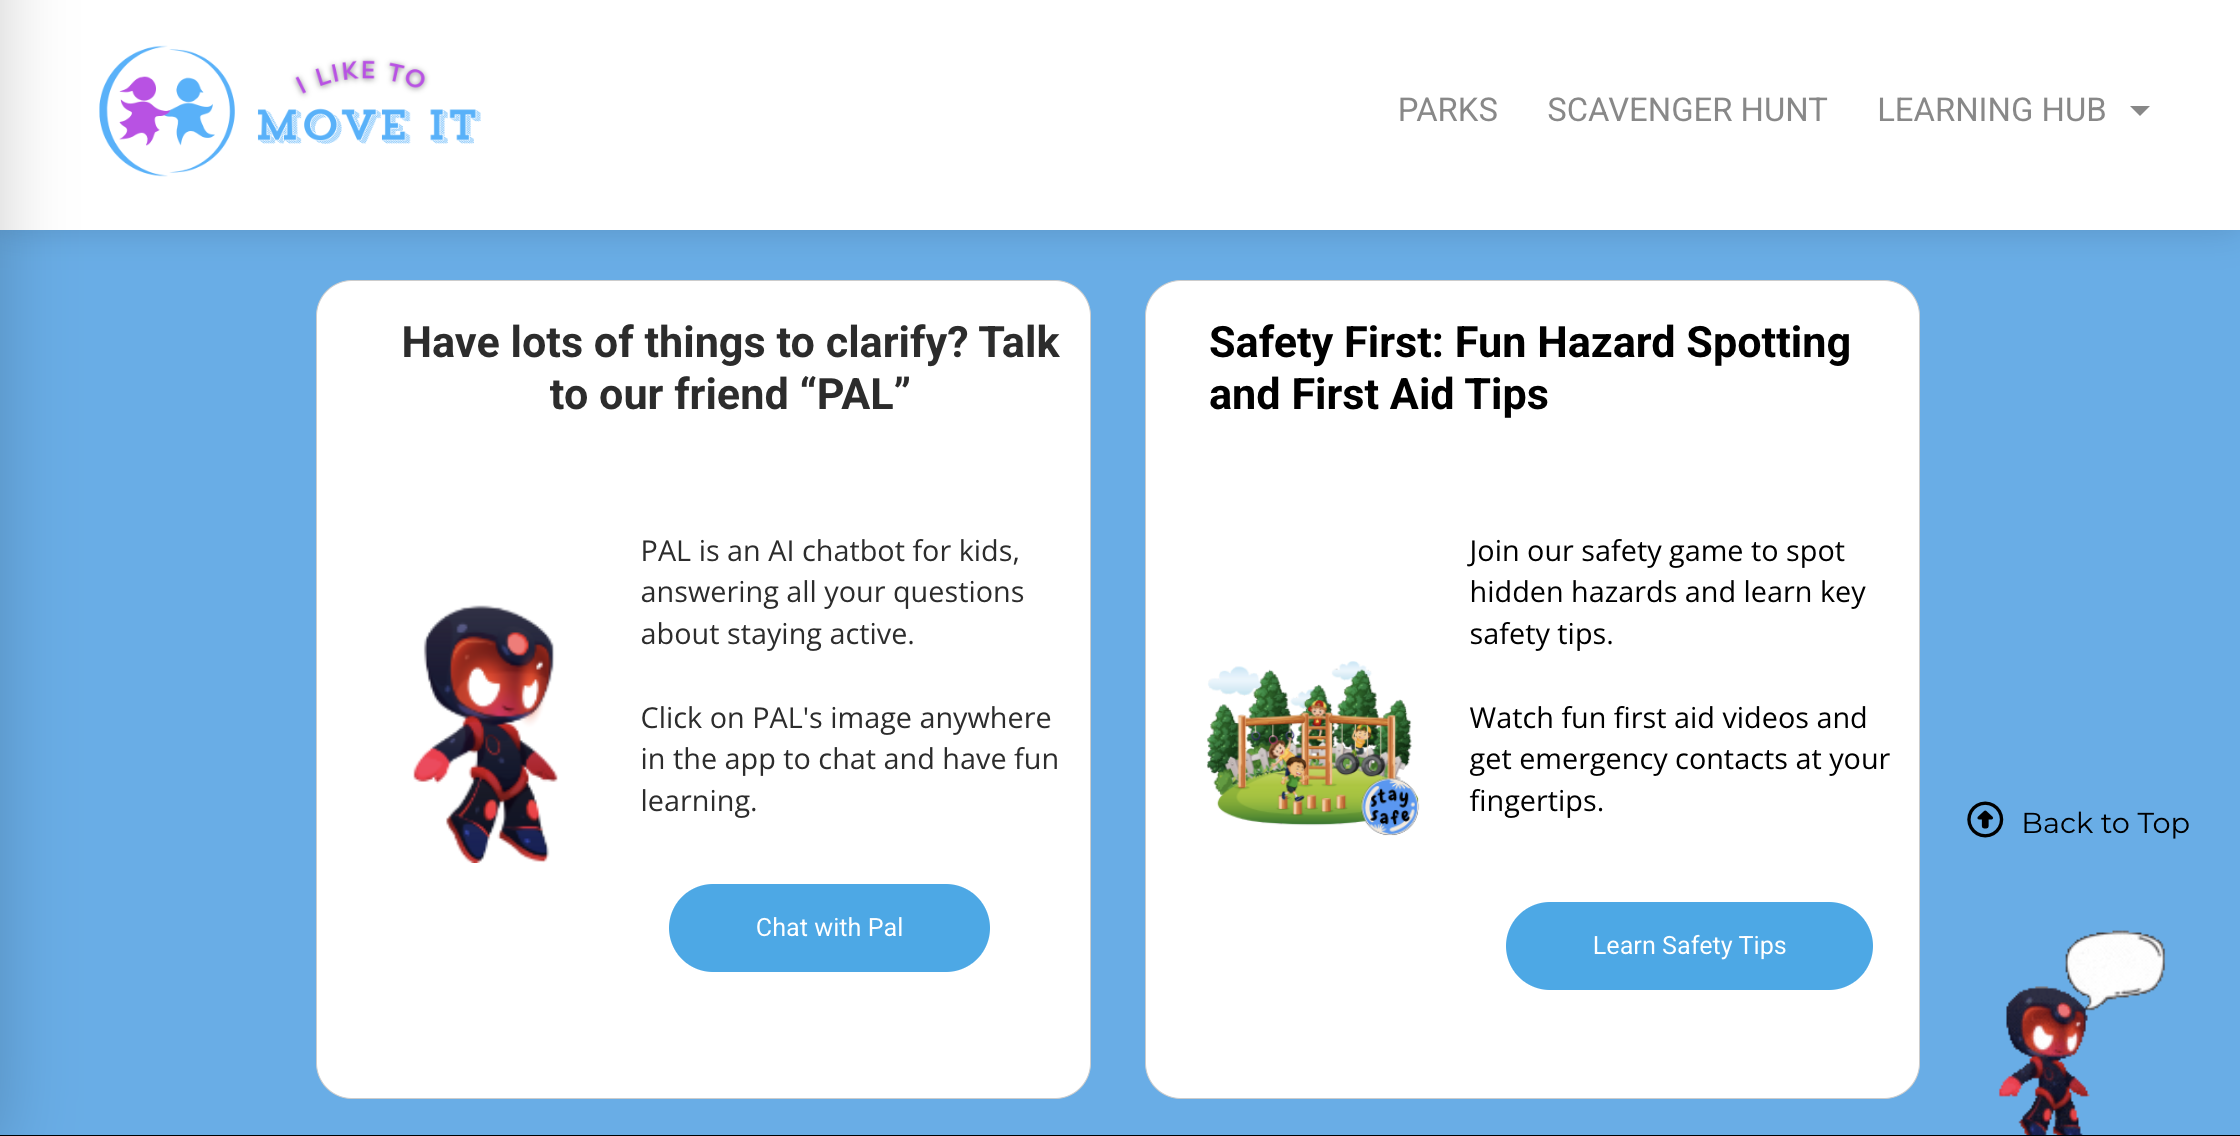 I LIKE TO
MOVE IT
PARKS
SCAVENGER HUNT
LEARNING HUB
Have lots of things to clarify? Talk
to our friend “PAL”
PAL is an AI chatbot for kids,
answering all your questions
about staying active.
Click on PAL's image anywhere
in the app to chat and have fun
learning.
Chat with Pal
Safety First: Fun Hazard Spotting
and First Aid Tips
Join our safety game to spot
hidden hazards and learn key
safety tips.
Watch fun first aid videos and
get emergency contacts at your
fingertips.
stay
safe
Learn Safety Tips
Back to Top